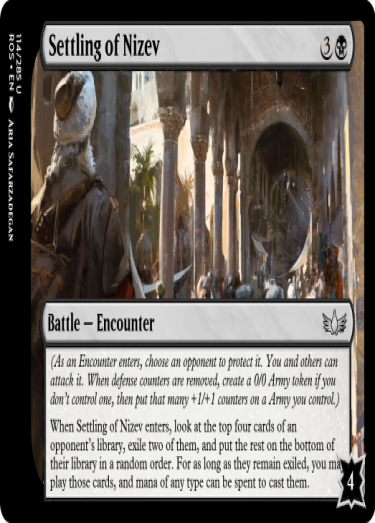 Settling of Nizev 3
114/285 U
ROS • EN ARIA SAFARZADEGAN
Battle – Encounter
(As an Encounter enters, choose an opponent to protect it. You and others can
attack it. When defense counters are removed, create a 0/0 Army token if you
don't control one, then put that many +1/+1 counters on a Army you control.)
When Settling of Nizev enters, look at the top four cards of an
opponent's library, exile two of them, and put the rest on the bottom of
their library in a random order. For as long as they remain exiled, you may
play those cards, and mana of any type can be spent to cast them.
4